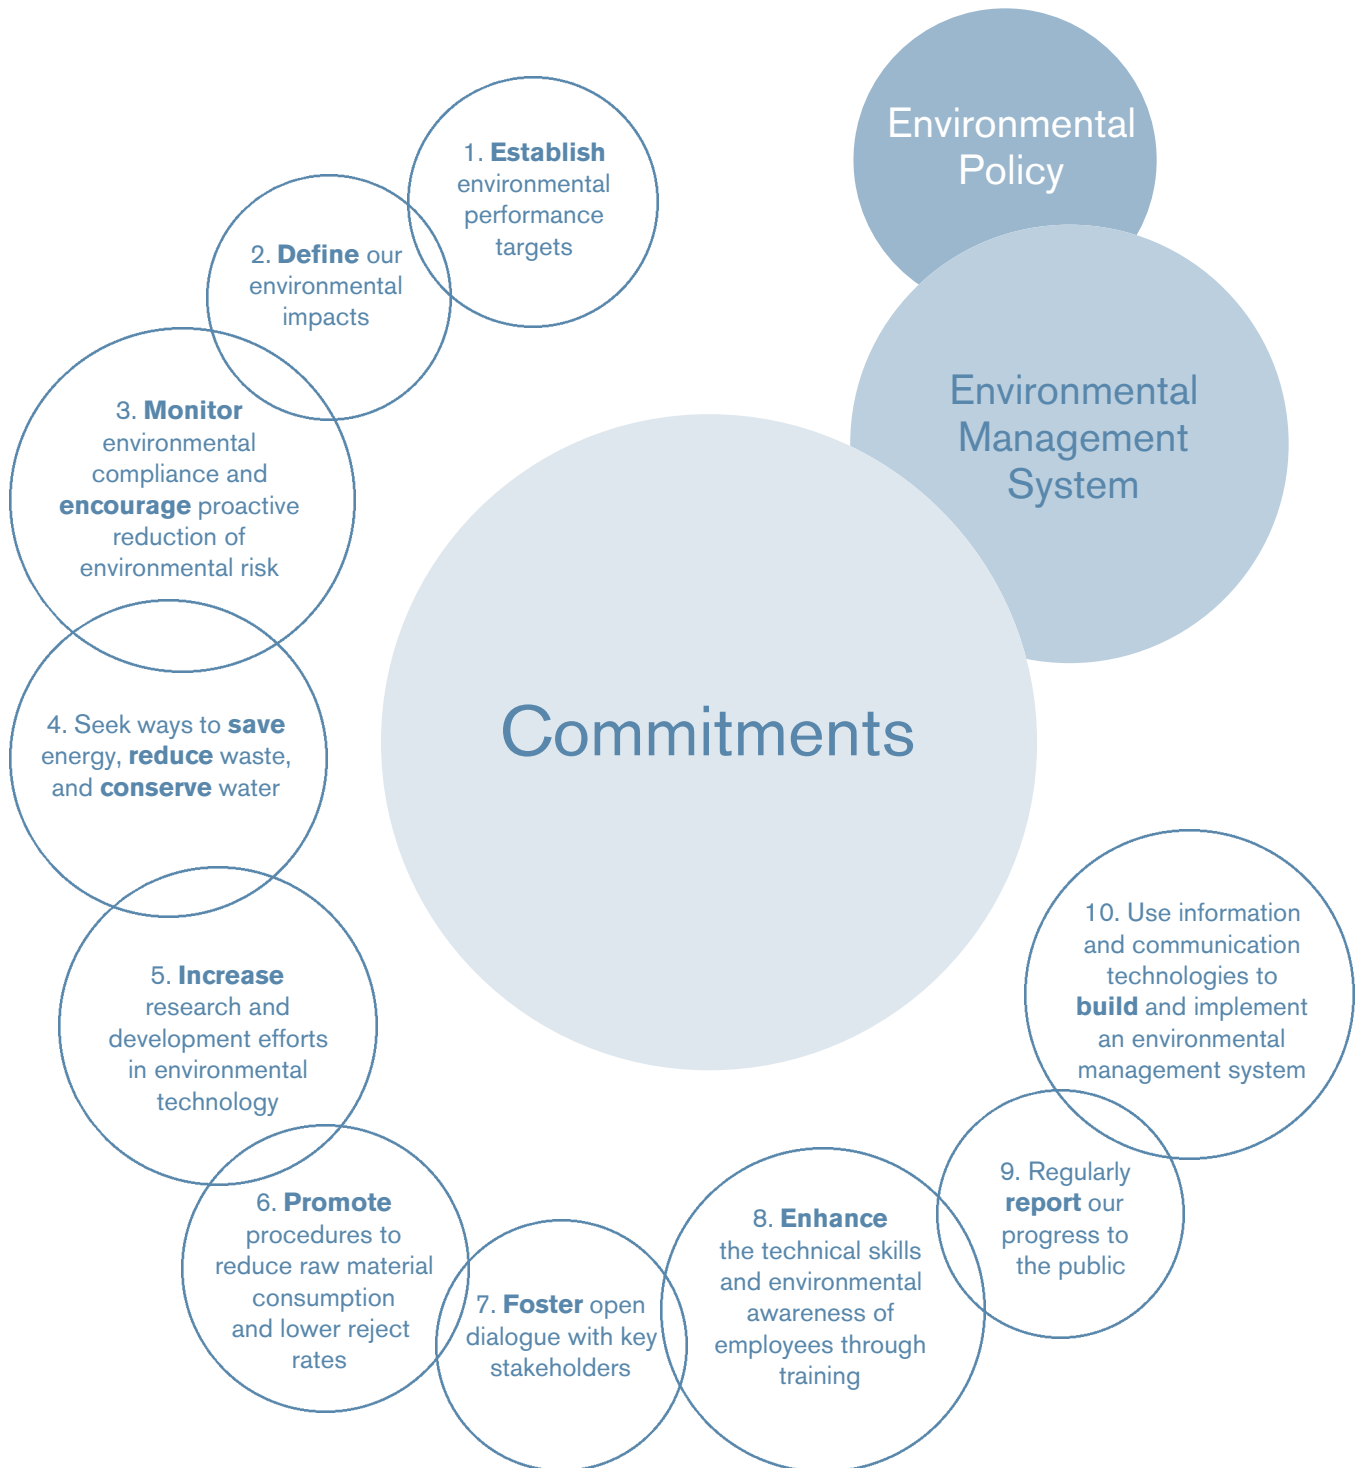 Environmental
Policy
Environmental
Management
System
Commitments
1. Establish
environmental
performance
targets
2. Define our
environmental
impacts
3. Monitor
environmental
compliance and
encourage proactive
reduction of
environmental risk
4. Seek ways to save
energy, reduce waste,
and conserve water
5. Increase
research and
development efforts
in environmental
technology
6. Promote
procedures to
reduce raw material
consumption
and lower reject
rates
7. Foster open
dialogue with key
stakeholders
8. Enhance
the technical skills
and environmental
awareness of
employees through
training
9. Regularly
report our
progress to
the public
10. Use information
and communication
technologies to
build and implement
an environmental
management system